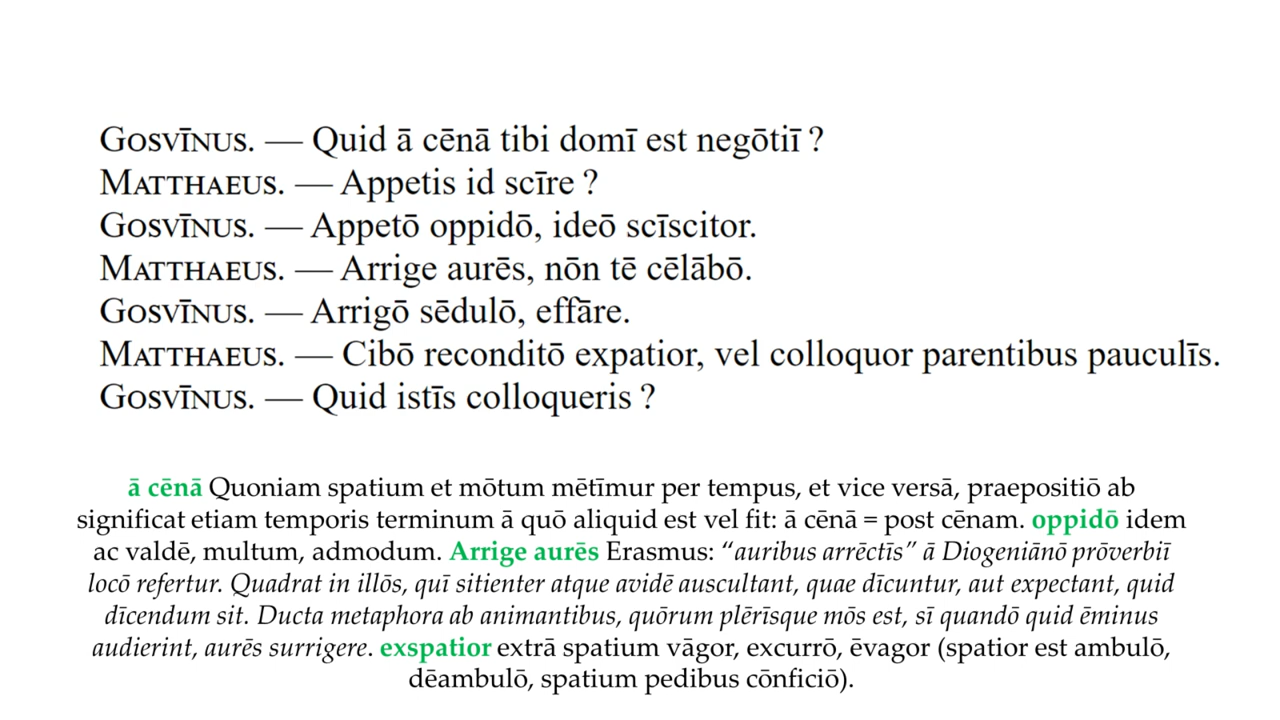 Gosvīnus. — Quid ā cēnā tibi domī est negōtiī ?
Matthaeus. — Appetis id scīre ?
Gosvīnus. — Appetō oppidō, ideō scīscitor.
Matthaeus. — Arrige aurēs, nōn tē cēlābō.
Gosvīnus. — Arrigō sēdulō, effāre.
Matthaeus. — Cibō reconditō expatior, vel colloquor parentibus pauculīs.
Gosvīnus. — Quid istīs colloqueris ?
ā cēnā Quoniam spatium et mōtum mētīmur per tempus, et vice versā, praepositiō ab
significat etiam temporis terminum ā quō aliquid est vel fit: ā cēnā = post cēnam. oppidō idem
ac valdē, multum, admodum. Arrige aurēs Erasmus: “auribus arrēctīs” ā Diogeniānō prōverbiī
locō refertur. Quadrat in illōs, quī sitienter atque avidē auscultant, quae dīcuntur, aut expectant, quid
dīcendum sit. Ducta metaphora ab animantibus, quōrum plērīsque mōs est, sī quandō quid ēminus
audierint, aurēs surrigere. exspatior extrā spatium vāgor, excurrō, ēvagor (spatior est ambulō,
dēambulō, spatium pedibus cōnficiō).